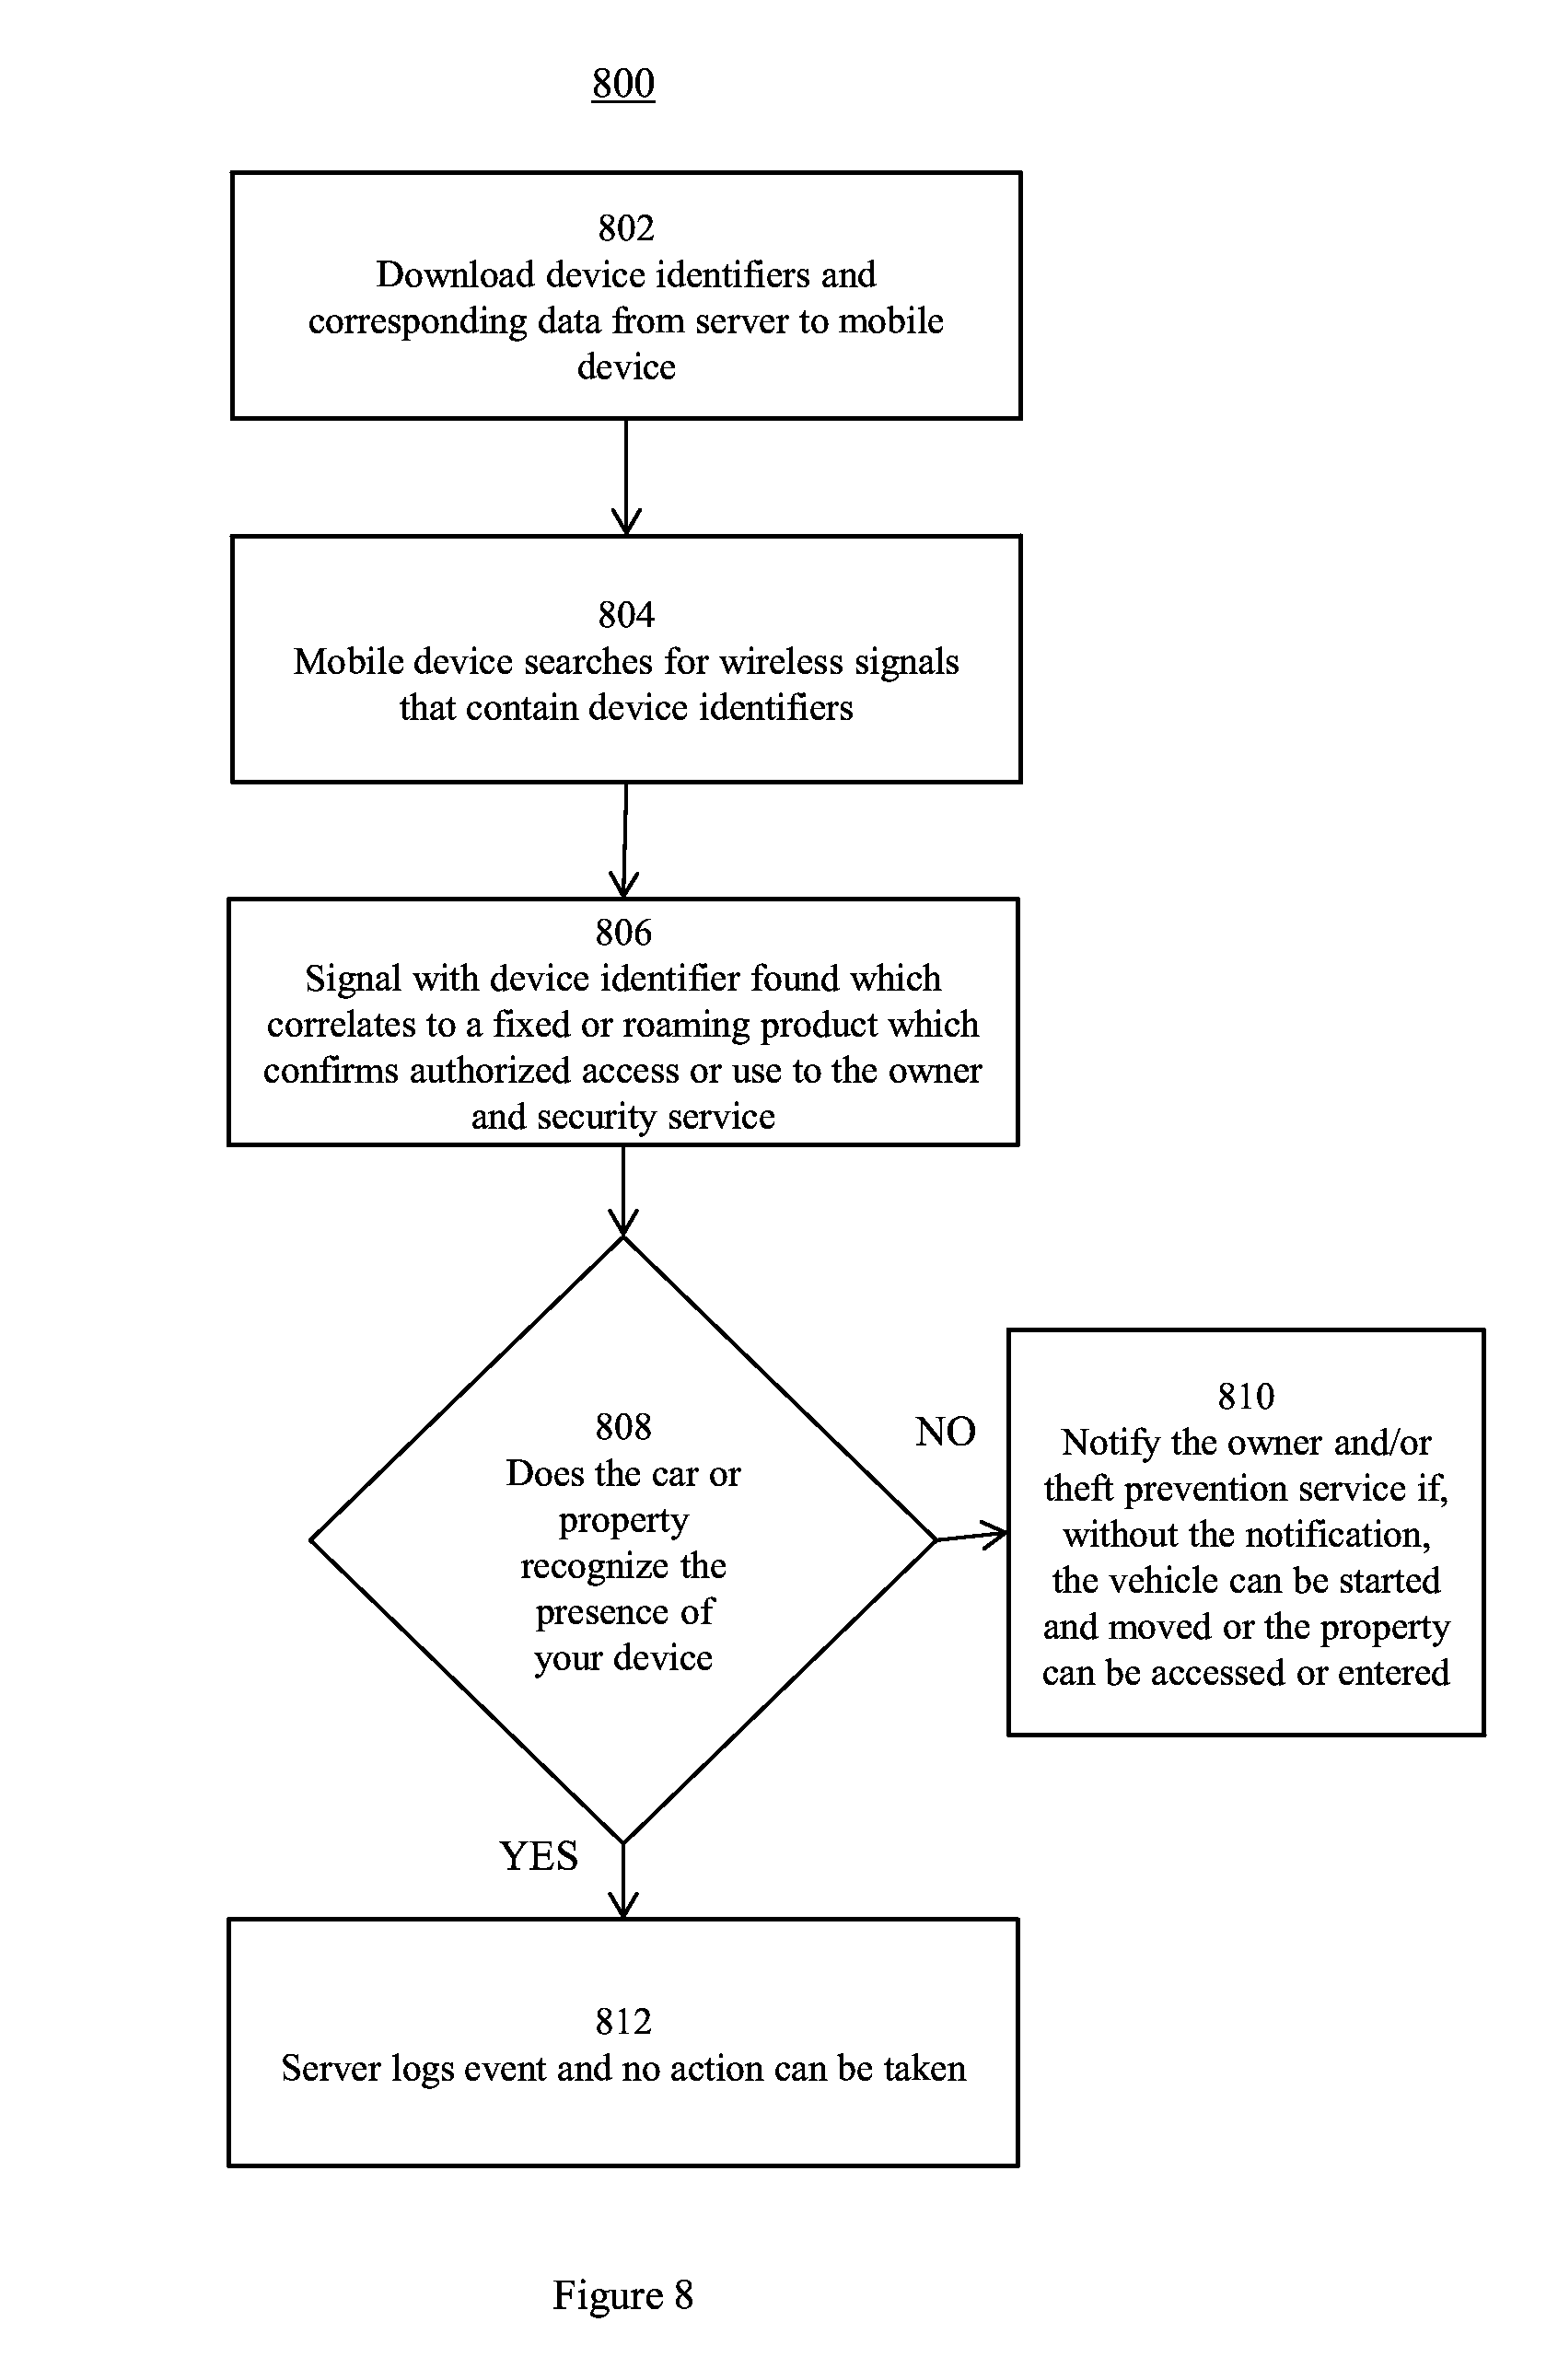 800
802
Download device identifiers and
corresponding data from server to mobile
device
804
Mobile device searches for wireless signals
that contain device identifiers
806
Signal with device identifier found which
correlates to a fixed or roaming product which
confirms authorized access or use to the owner
and security service
808
Does the car or
property
recognize the
presence of
your device
NO
810
Notify the owner and/or
theft prevention service if,
without the notification,
the vehicle can be started
and moved or the property
can be accessed or entered
YES
812
Server logs event and no action can be taken
Figure 8